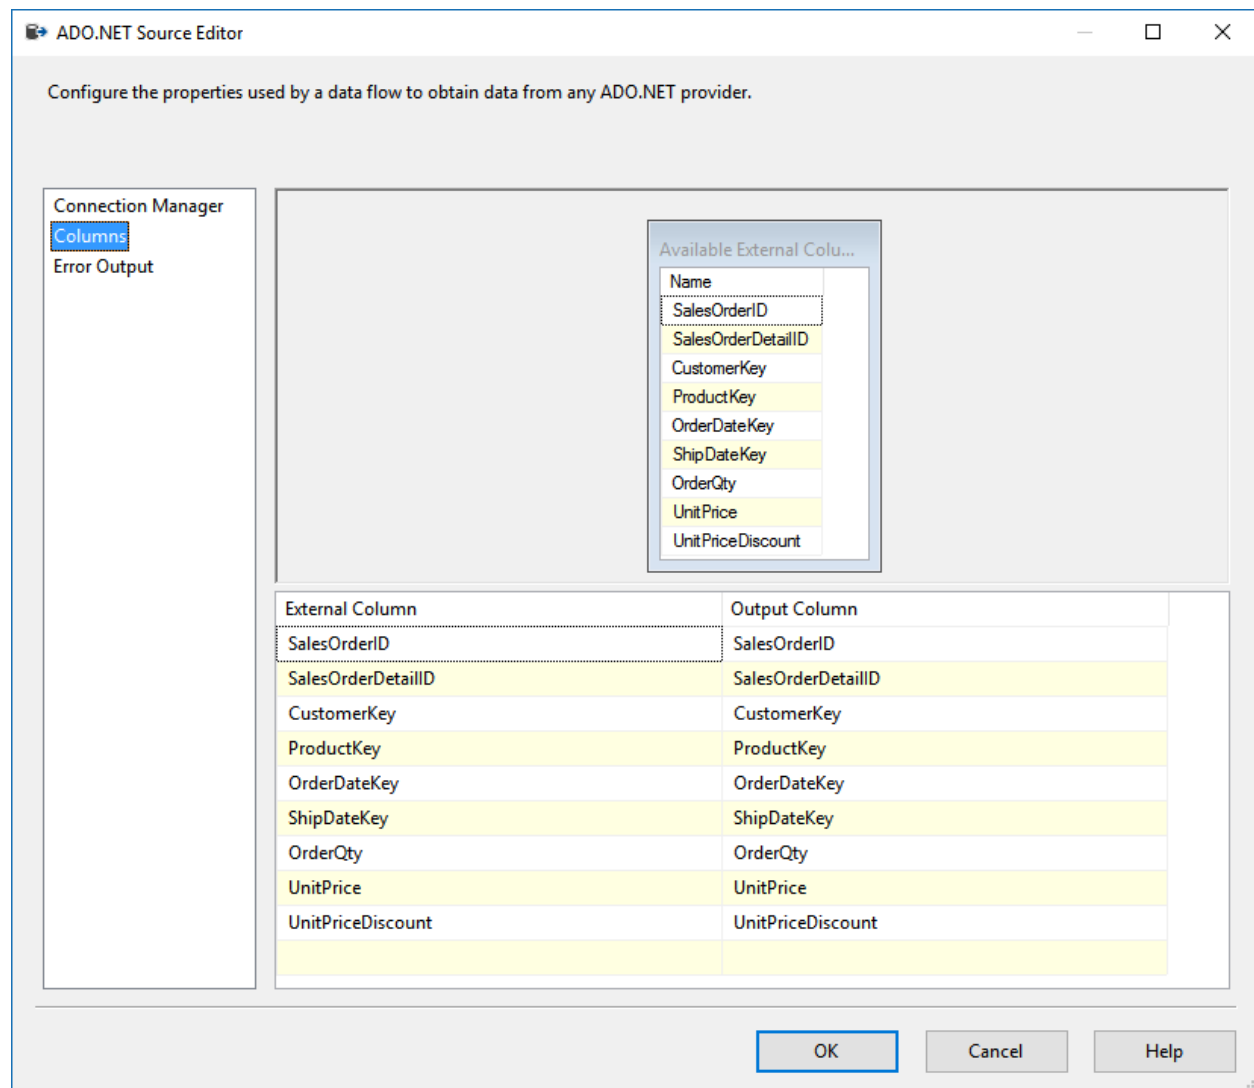 ADO.NET Source Editor
Configure the properties used by a data flow to obtain data from any ADO.NET provider.
Connection Manager
Columns
Error Output
Available External Colu...
Name
SalesOrderID
SalesOrderDetailID
CustomerKey
ProductKey
OrderDateKey
ShipDateKey
OrderQty
UnitPrice
UnitPriceDiscount
External Column Output Column
SalesOrderID SalesOrderID
SalesOrderDetailID SalesOrderDetailID
CustomerKey CustomerKey
ProductKey ProductKey
OrderDateKey OrderDateKey
ShipDateKey ShipDateKey
OrderQty OrderQty
UnitPrice UnitPrice
UnitPriceDiscount UnitPriceDiscount
OK Cancel Help